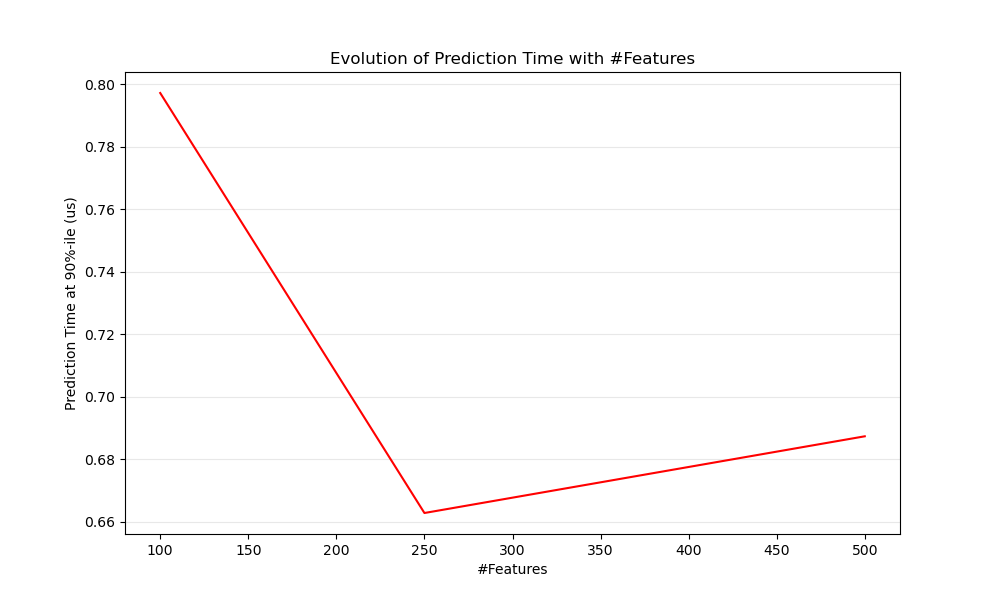 Evolution of Prediction Time with #Features
0.80
0.78
0.76
0.74
0.72
0.70
0.68
0.66
Prediction Time at 90%-ile (us)
100 150 200 250 300 350 400 450 500
#Features